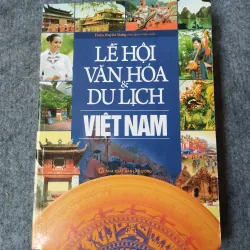 LỄ HỘI
VĂN HÓA
&
DU LỊCH
VIỆT NAM